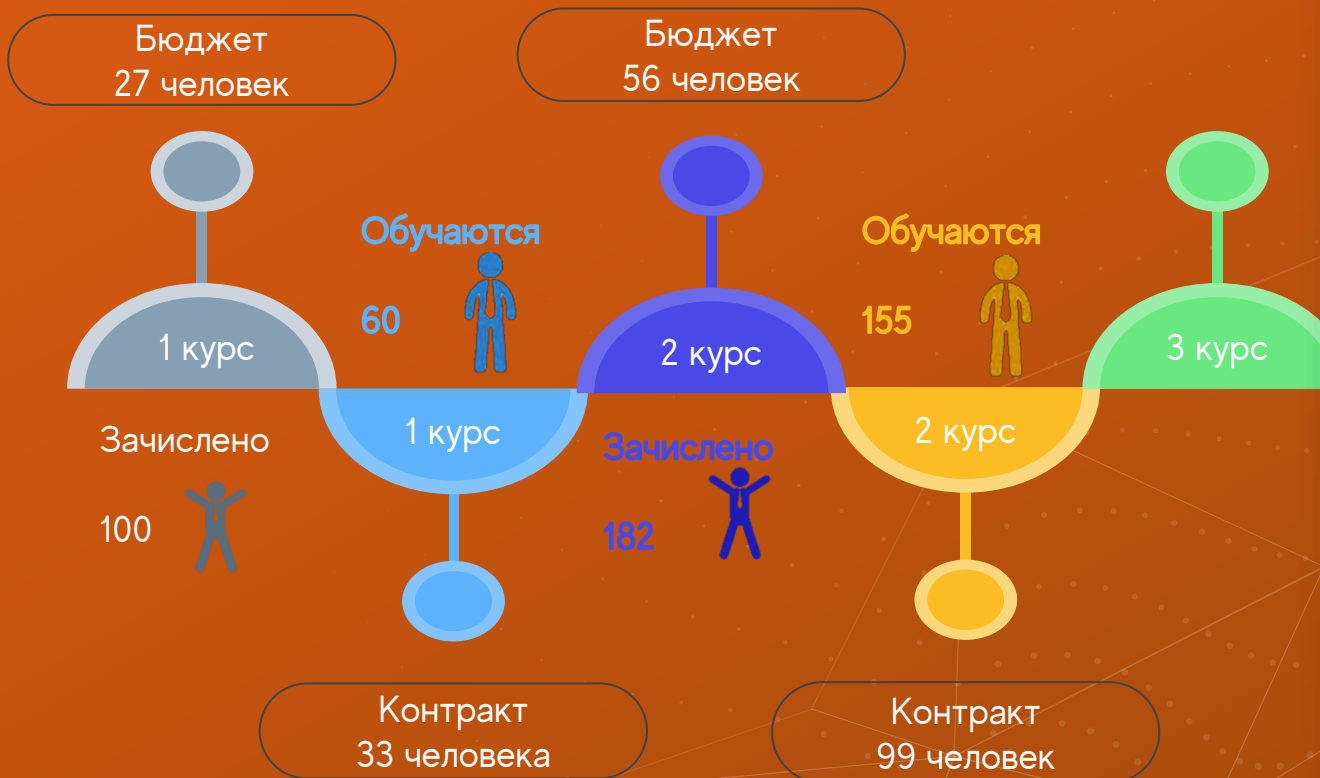 Бюджет
27 человек
Бюджет
56 человек
Обучаются
60
Обучаются
155
1 курс
2 курс
3 курс
Зачислено
100
1 курс
Зачислено
182
2 курс
Контракт
33 человека
Контракт
99 человек